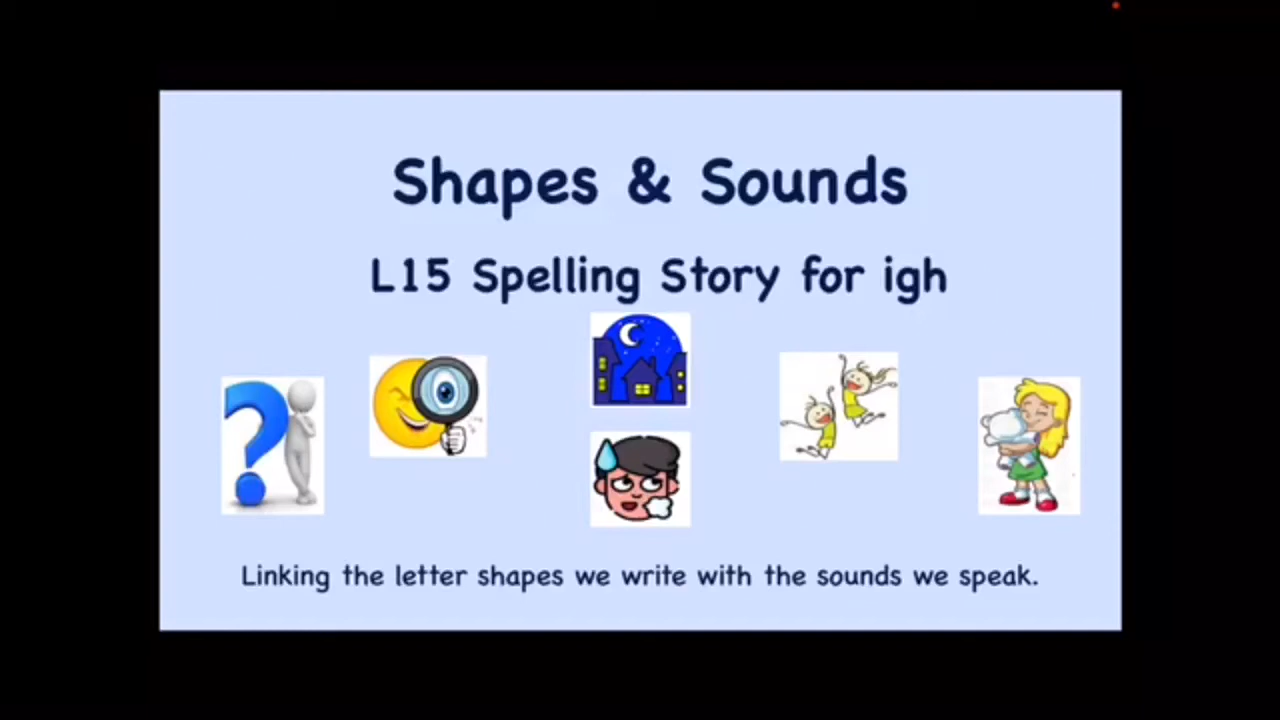 Shapes & Sounds
L15 Spelling Story for igh
Linking the letter shapes we write with the sounds we speak.